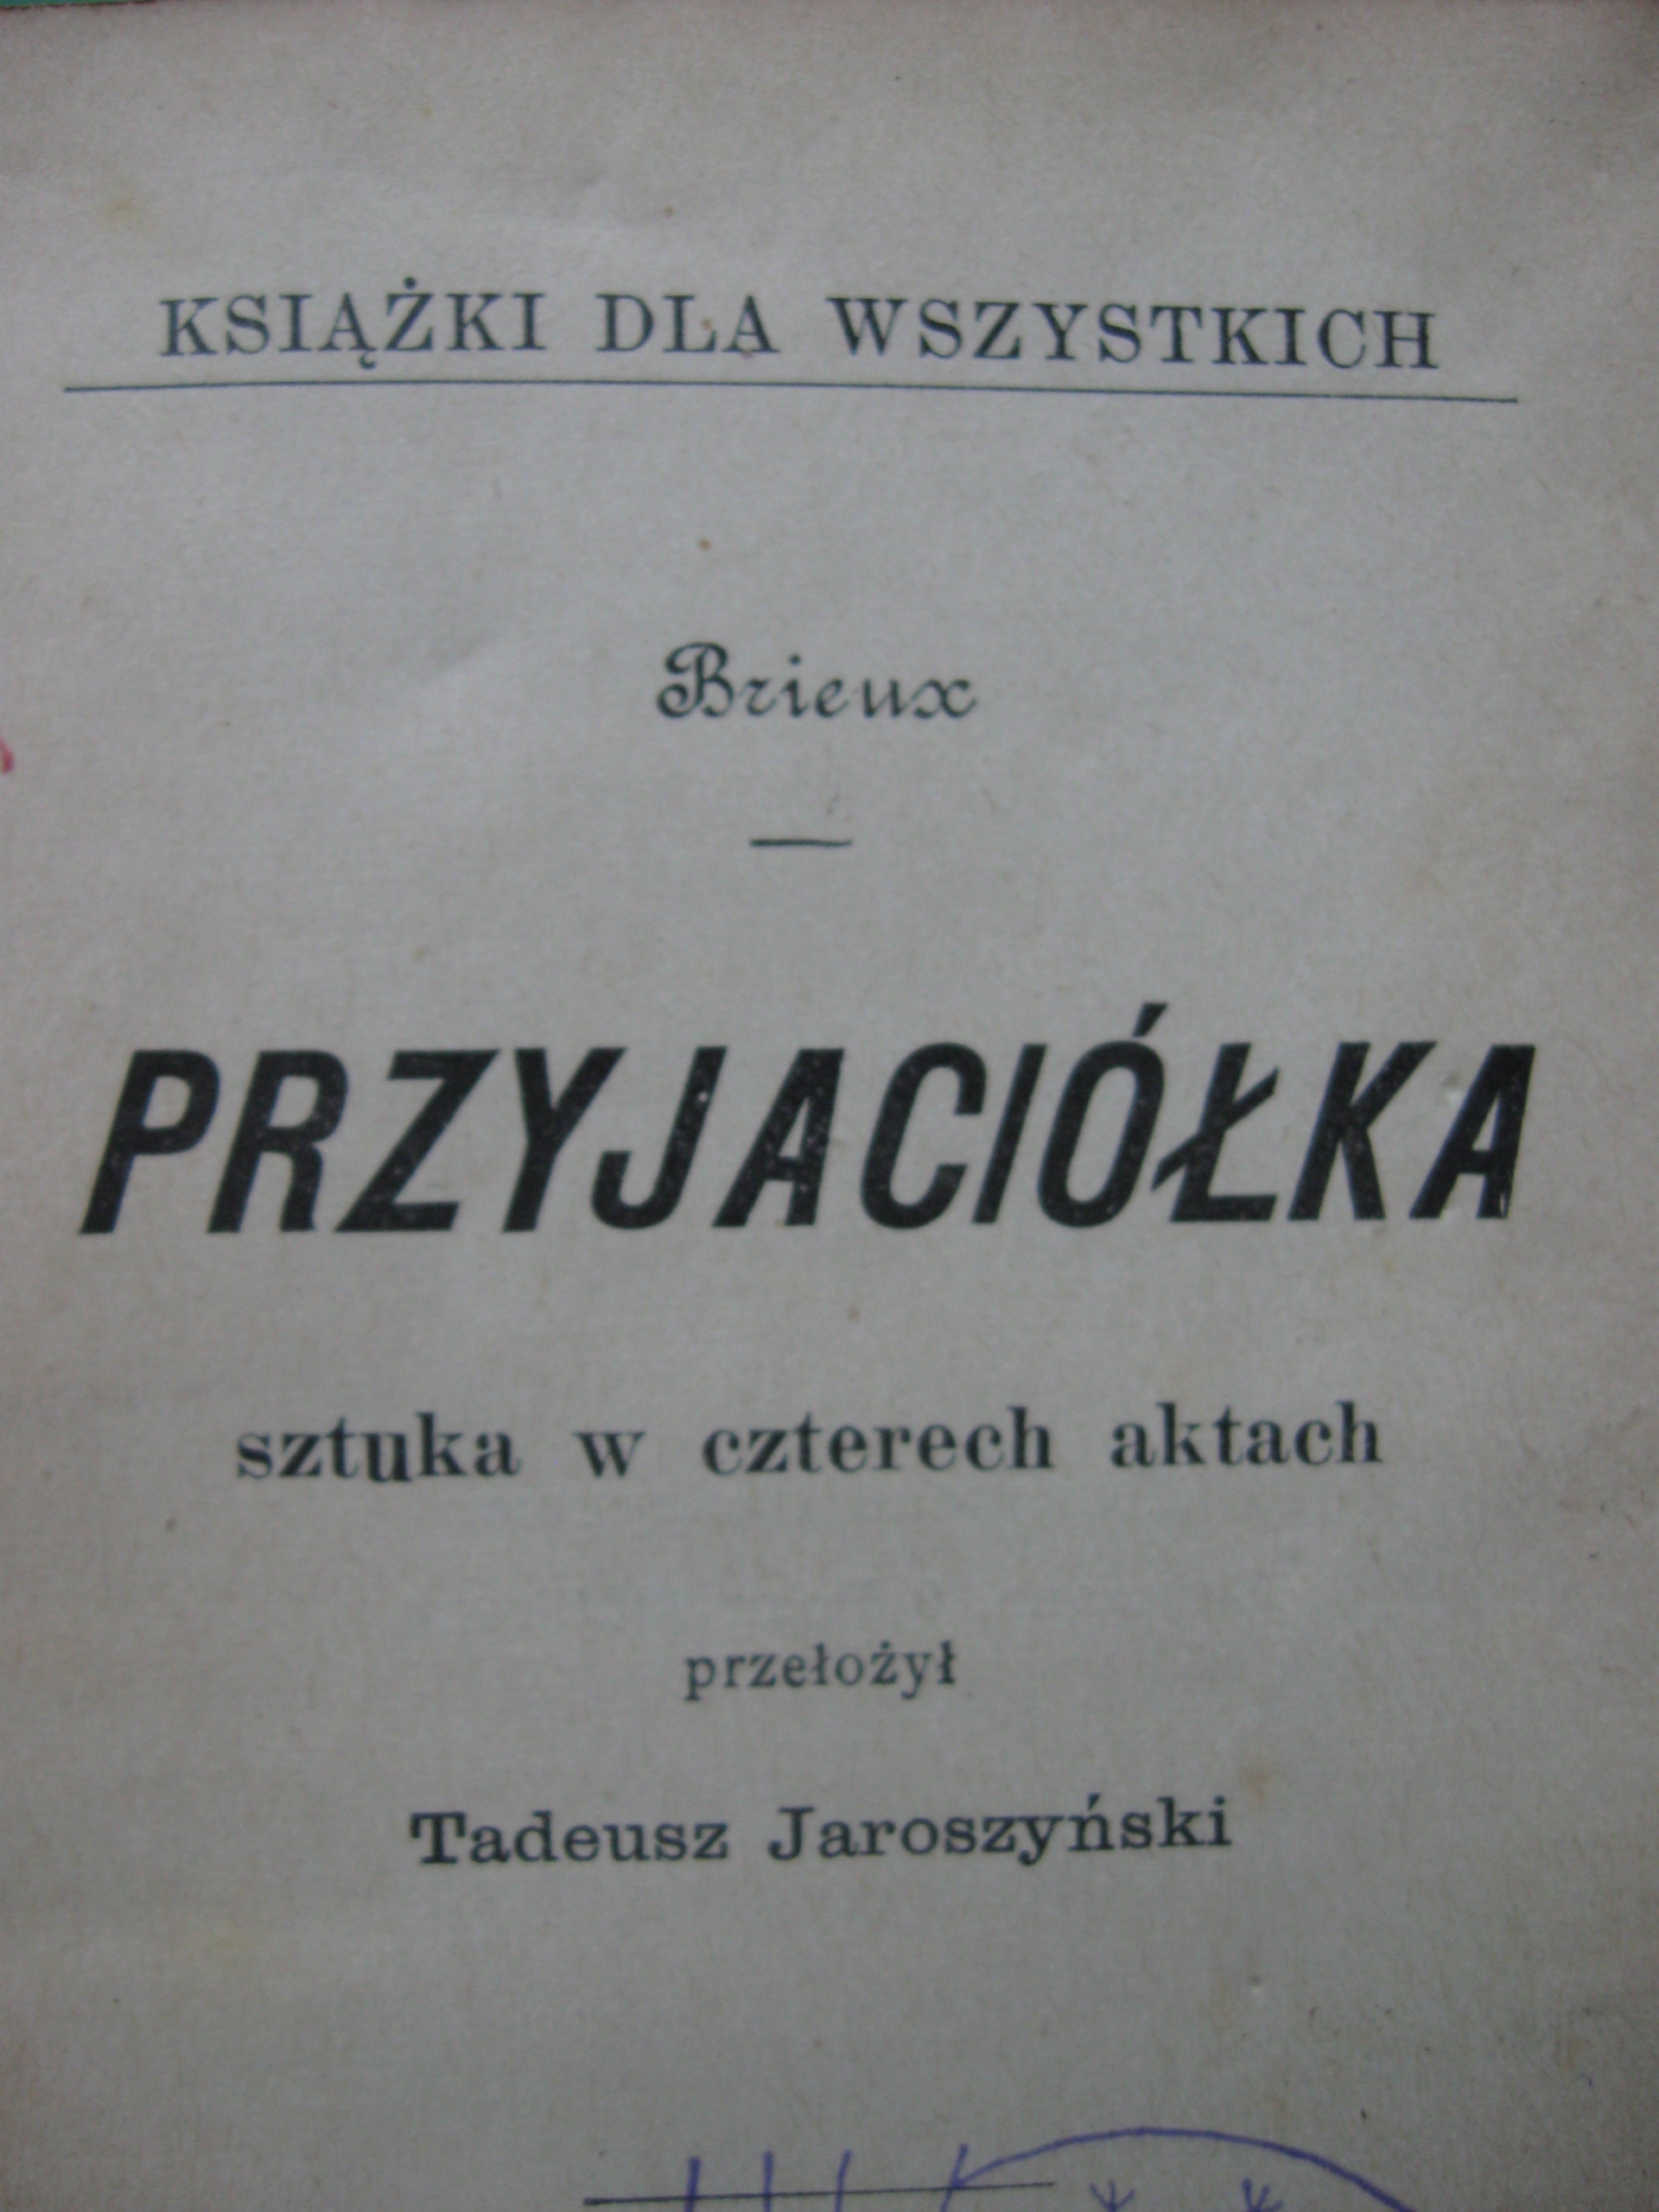 KSIĄŻKI DLA WSZYSTKICH
Brieux
PRZYJACIÓŁKA
sztuka w czterech aktach
przełożył
Tadeusz Jaroszyński